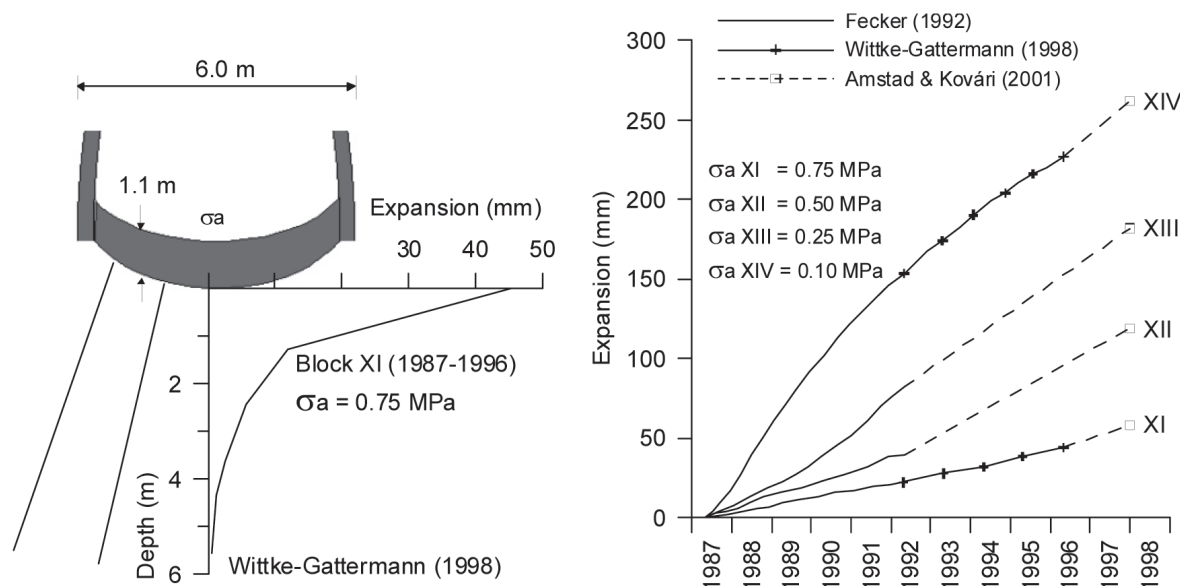 6.0 m
1.1 m
σa
Expansion (mm)
30
50
2
4
6
Depth (m)
Block XI (1987-1996)
σa = 0.75 MPa
Wittke-Gattermann (1998)
Fecker (1992)
Wittke-Gattermann (1998)
Amstad & Kovári (2001)
300
250
200
150
100
50
0
Expansion (mm)
σa XI = 0.75 MPa
σa XII = 0.50 MPa
σa XIII = 0.25 MPa
σa XIV = 0.10 MPa
XIV
XIII
XII
XI
1987
1988
1989
1990
1991
1992
1993
1994
1995
1996
1997
1998